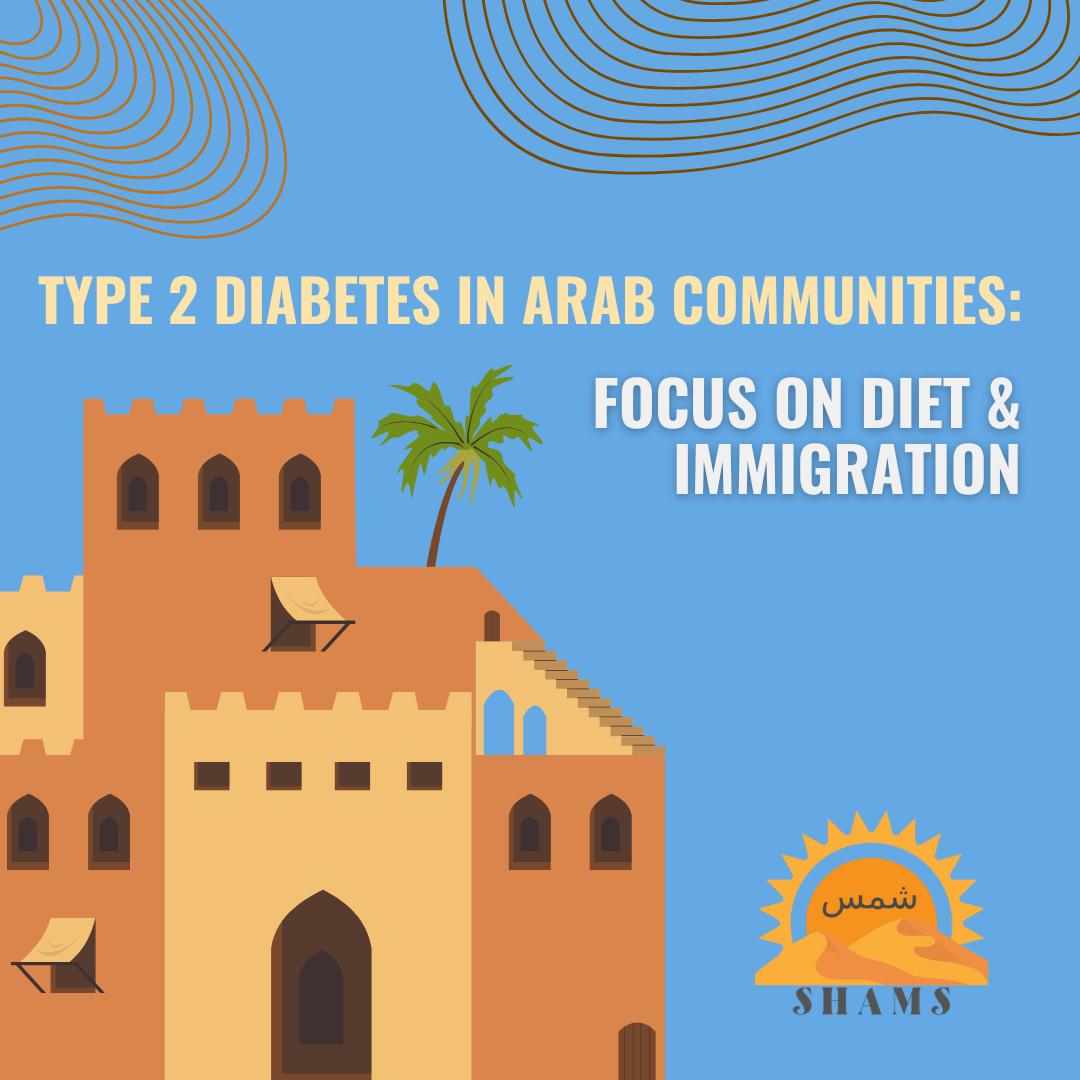 TYPE 2 DIABETES IN ARAB COMMUNITIES:
FOCUS ON DIET &
IMMIGRATION
شمس
SHAMS